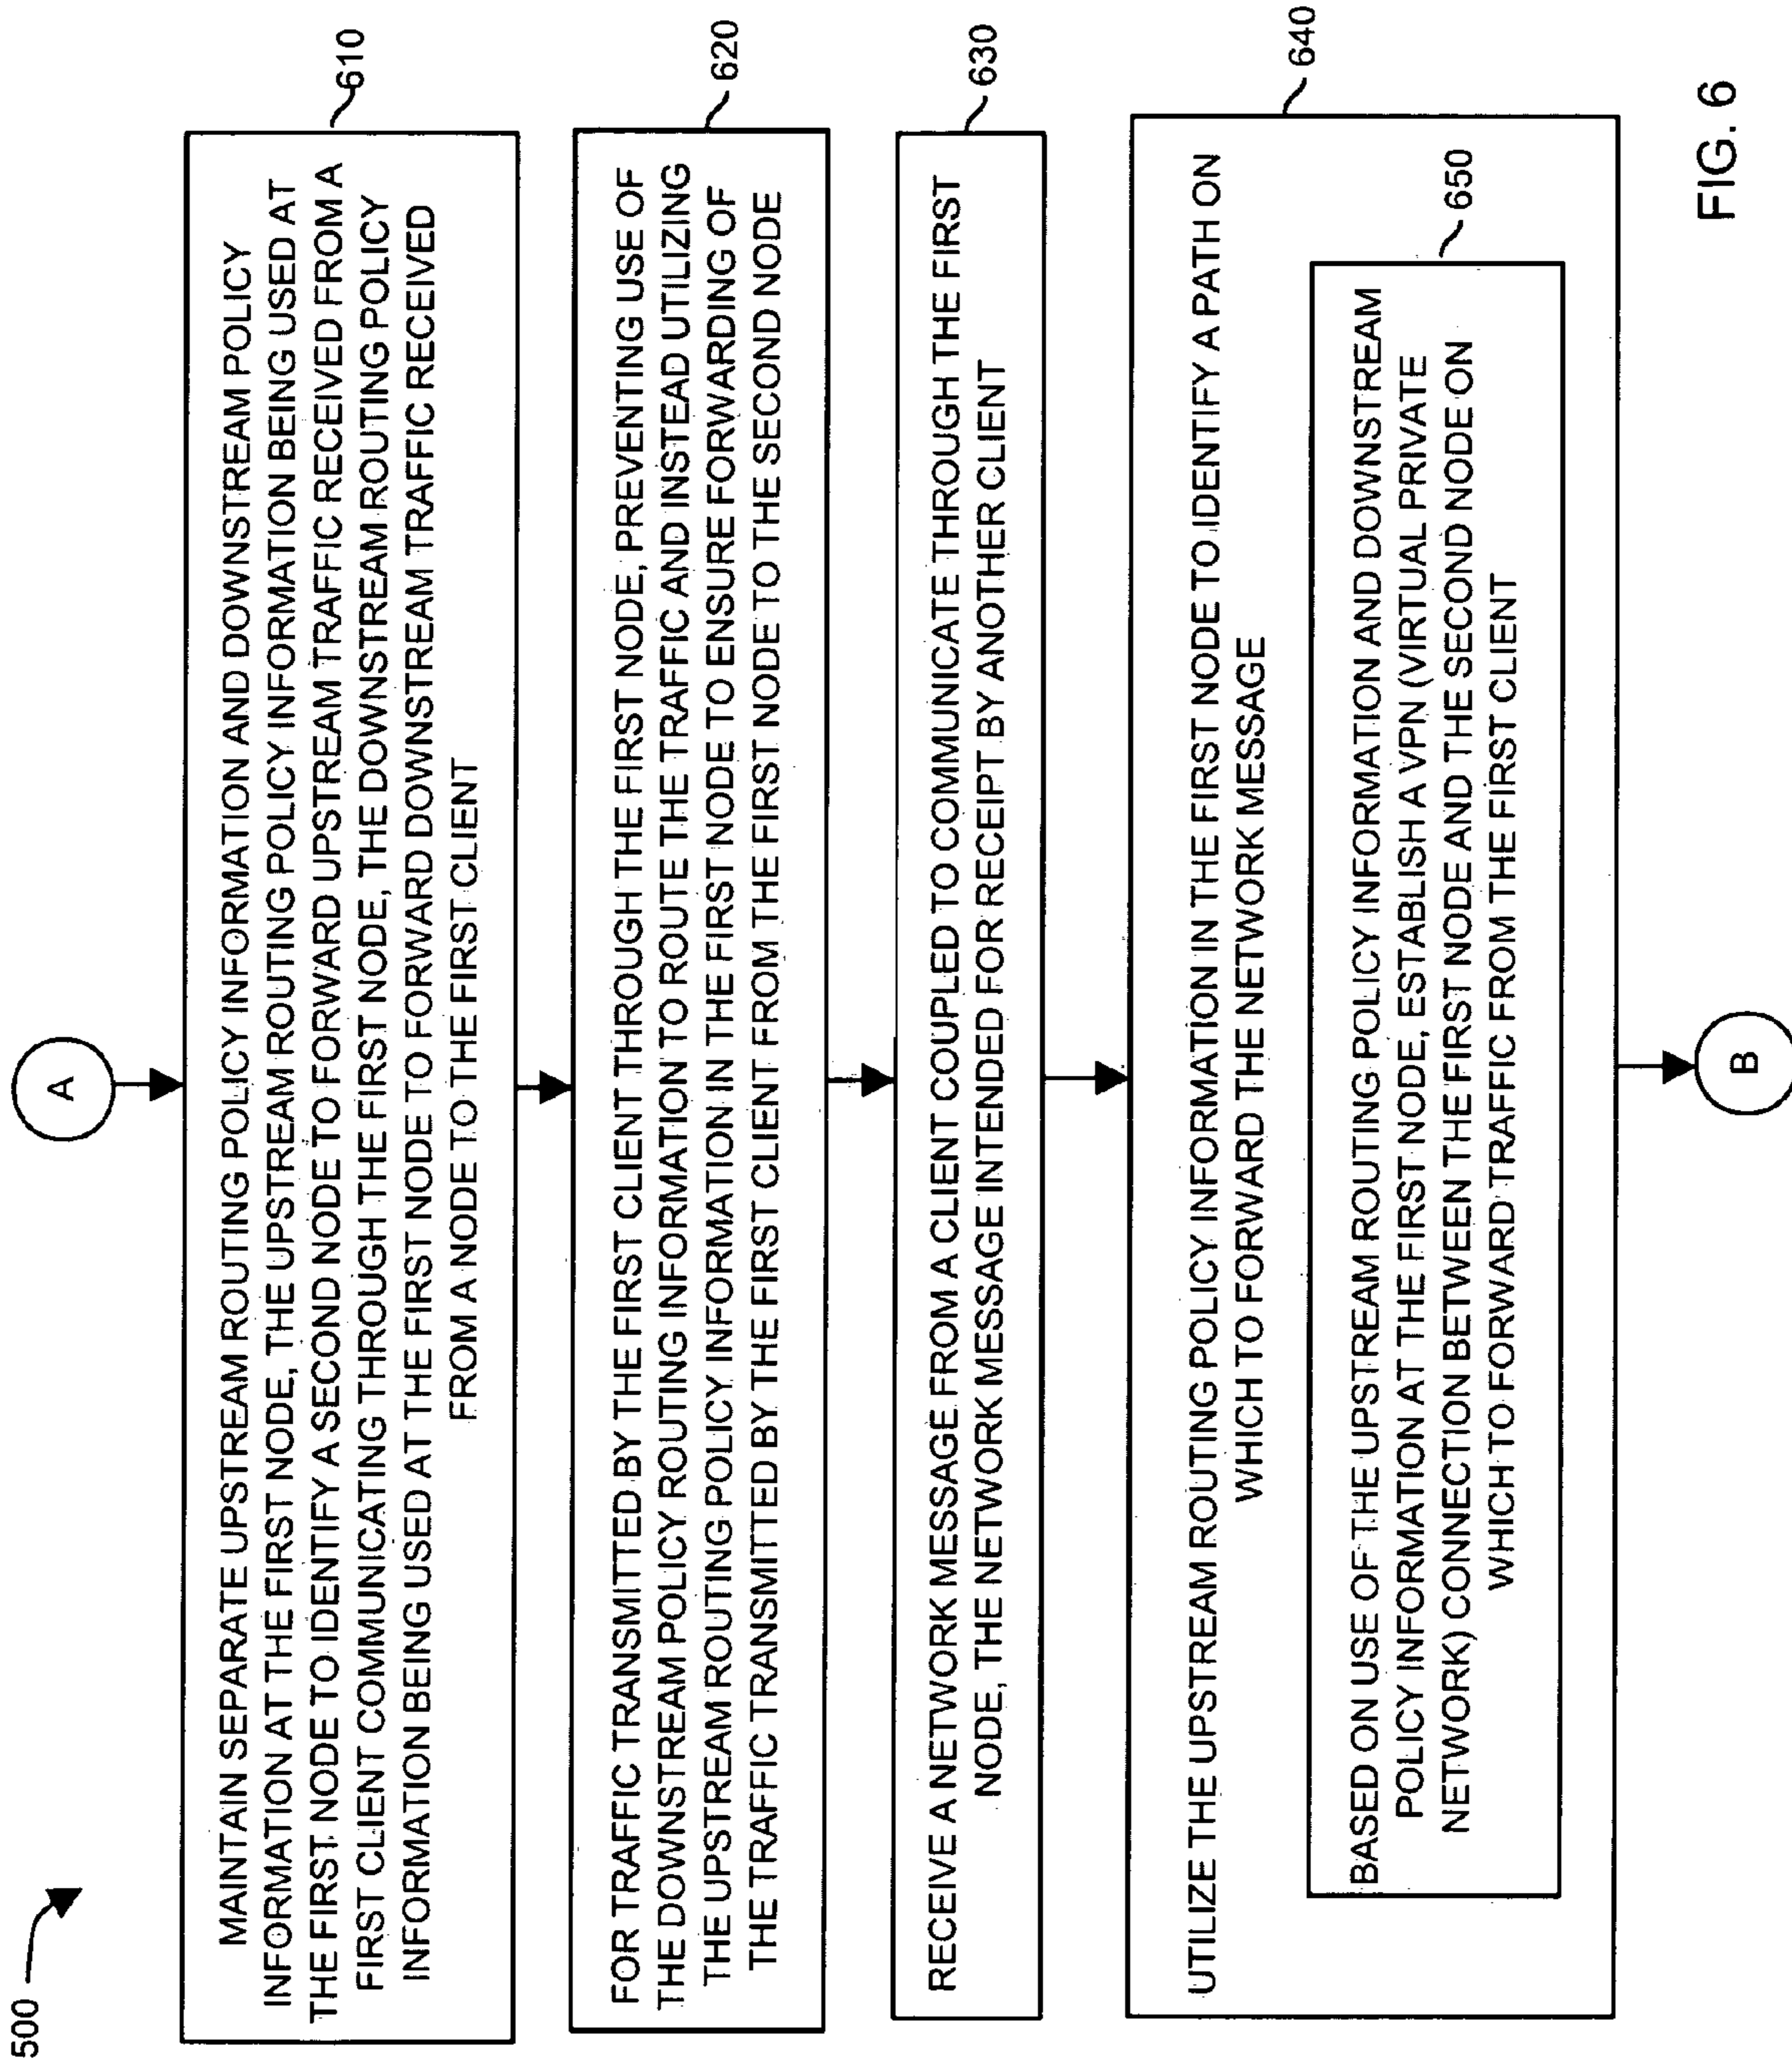 500
A
MAINTAIN SEPARATE UPSTREAM ROUTING POLICY INFORMATION AND DOWNSTREAM POLICY
INFORMATION AT THE FIRST NODE, THE UPSTREAM ROUTING POLICY INFORMATION BEING USED AT
THE FIRST NODE TO IDENTIFY A SECOND NODE TO FORWARD UPSTREAM TRAFFIC RECEIVED FROM A
FIRST CLIENT COMMUNICATING THROUGH THE FIRST NODE, THE DOWNSTREAM ROUTING POLICY
INFORMATION BEING USED AT THE FIRST NODE TO FORWARD DOWNSTREAM TRAFFIC RECEIVED
FROM A NODE TO THE FIRST CLIENT
610
FOR TRAFFIC TRANSMITTED BY THE FIRST CLIENT THROUGH THE FIRST NODE, PREVENTING USE OF
THE DOWNSTREAM POLICY ROUTING INFORMATION TO ROUTE THE TRAFFIC AND INSTEAD UTILIZING
THE UPSTREAM ROUTING POLICY INFORMATION IN THE FIRST NODE TO ENSURE FORWARDING OF
THE TRAFFIC TRANSMITTED BY THE FIRST CLIENT FROM THE FIRST NODE TO THE SECOND NODE
620
RECEIVE A NETWORK MESSAGE FROM A CLIENT COUPLED TO COMMUNICATE THROUGH THE FIRST
NODE, THE NETWORK MESSAGE INTENDED FOR RECEIPT BY ANOTHER CLIENT
630
UTILIZE THE UPSTREAM ROUTING POLICY INFORMATION IN THE FIRST NODE TO IDENTIFY A PATH ON
WHICH TO FORWARD THE NETWORK MESSAGE
640
BASED ON USE OF THE UPSTREAM ROUTING POLICY INFORMATION AND DOWNSTREAM
POLICY INFORMATION AT THE FIRST NODE, ESTABLISH A VPN (VIRTUAL PRIVATE
NETWORK) CONNECTION BETWEEN THE FIRST NODE AND THE SECOND NODE ON
WHICH TO FORWARD TRAFFIC FROM THE FIRST CLIENT
650
B
FIG. 6